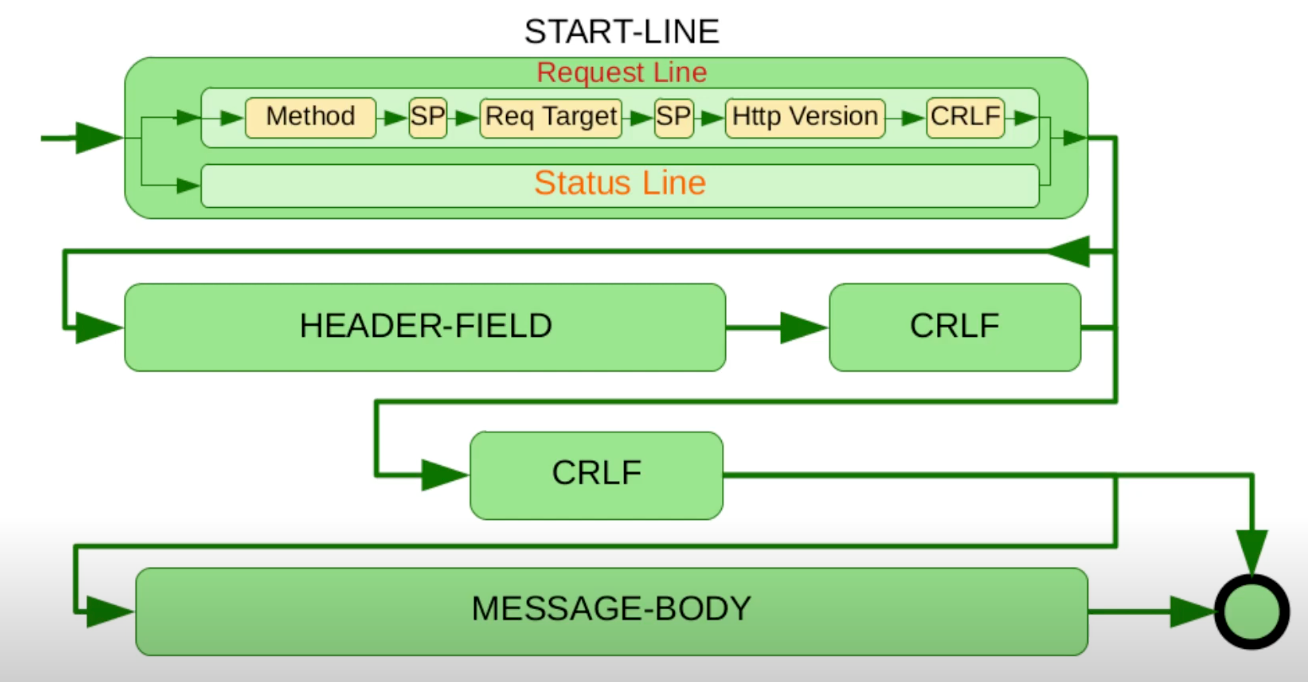 START-LINE
Request Line
Method SP Req Target SP Http Version CRLF
Status Line
HEADER-FIELD CRLF
CRLF
MESSAGE-BODY